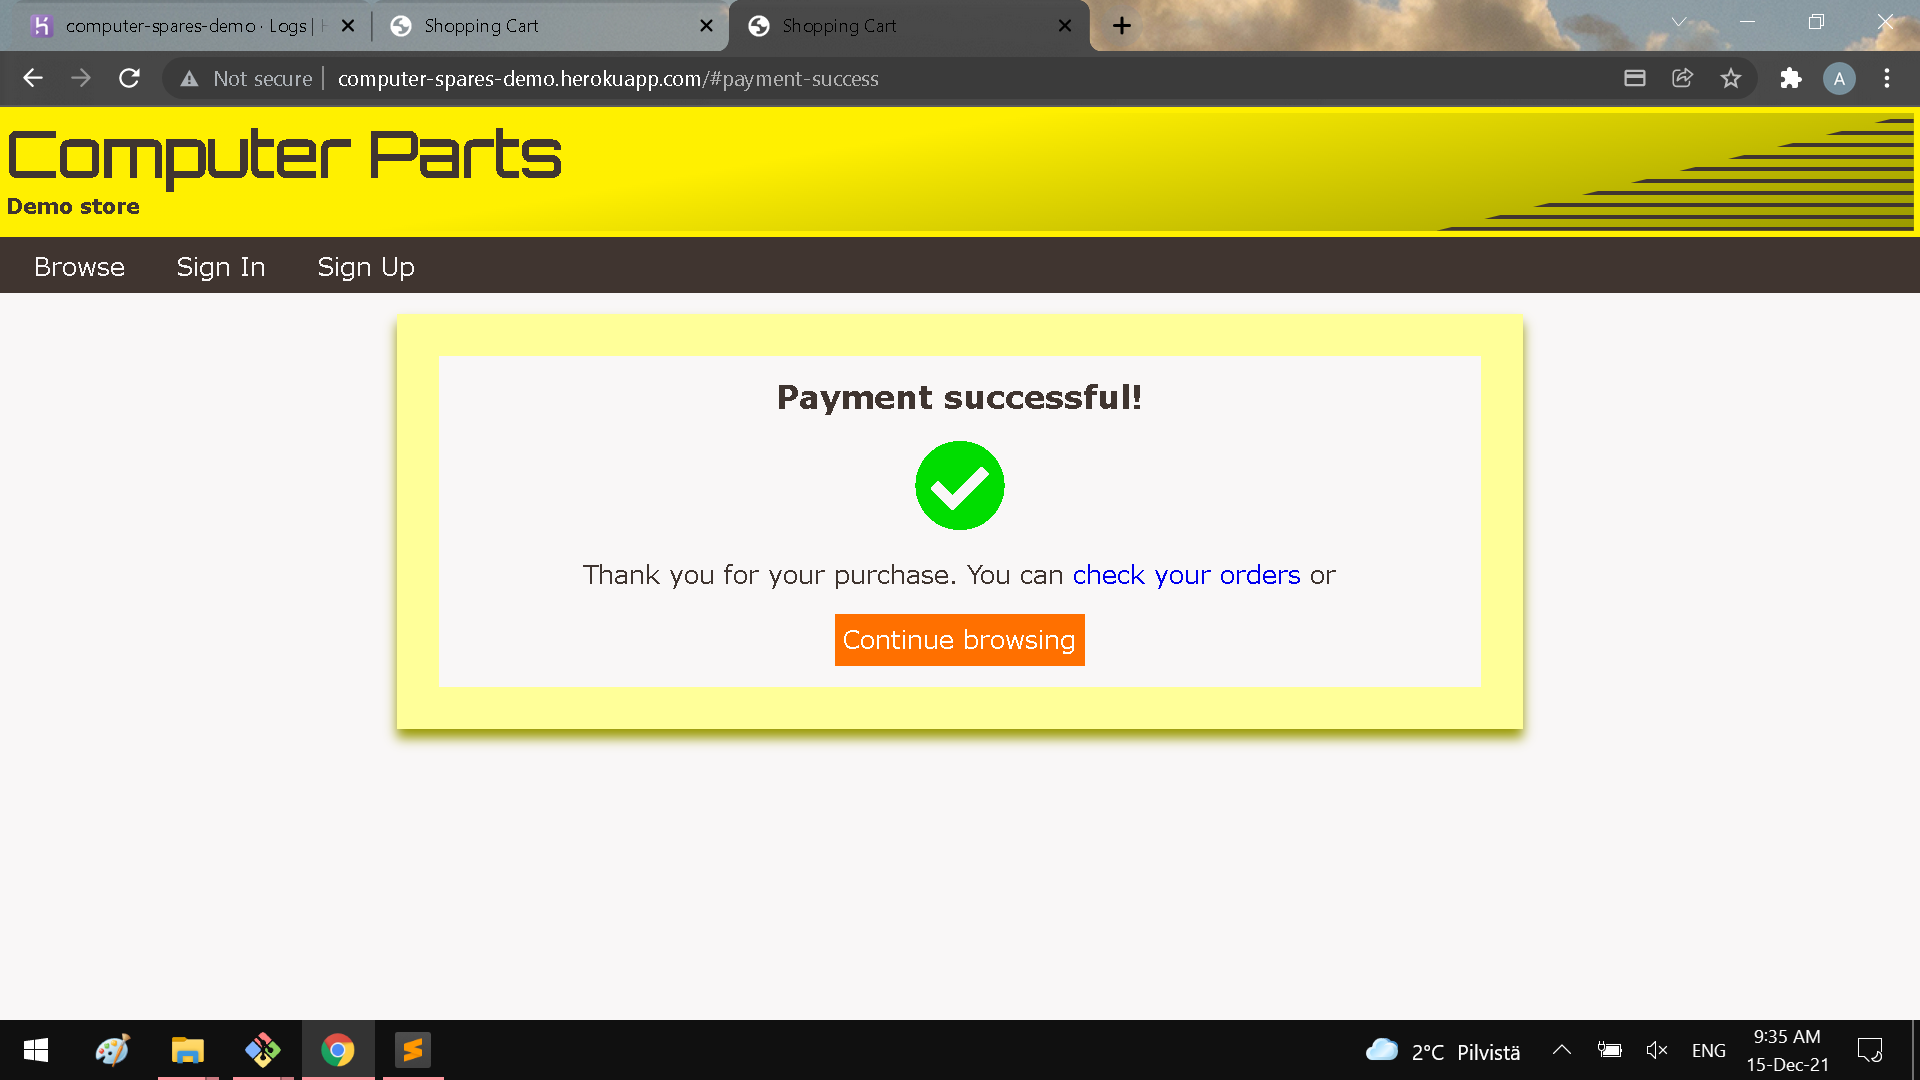 computer-spares-demo · Logs |
Shopping Cart
Shopping Cart
Not secure
computer-spares-demo.herokuapp.com/#payment-success
A
Computer Parts
Demo store
Browse
Sign In
Sign Up
Payment successful!
Thank you for your purchase. You can check your orders or
Continue browsing
2°C Pilvistä
ENG
9:35 AM
15-Dec-21